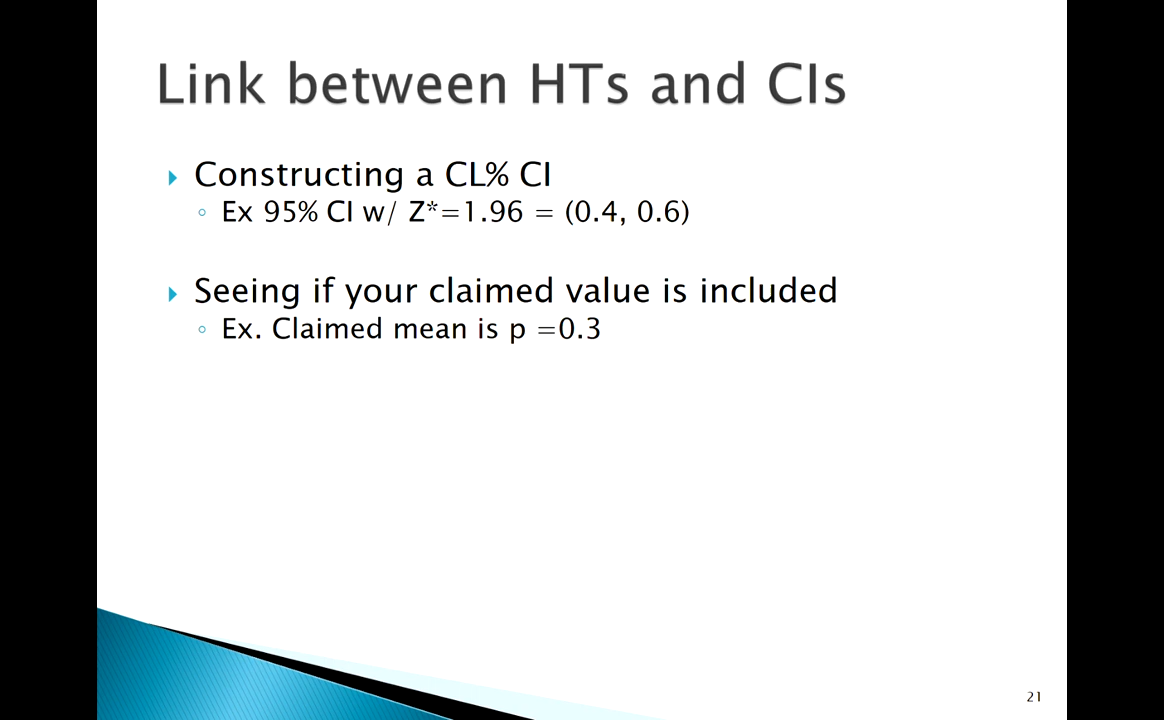 Link between HTs and CIs
Constructing a CL% CI
Ex 95% CI w/ Z*=1.96 = (0.4, 0.6)
Seeing if your claimed value is included
Ex. Claimed mean is p =0.3
21